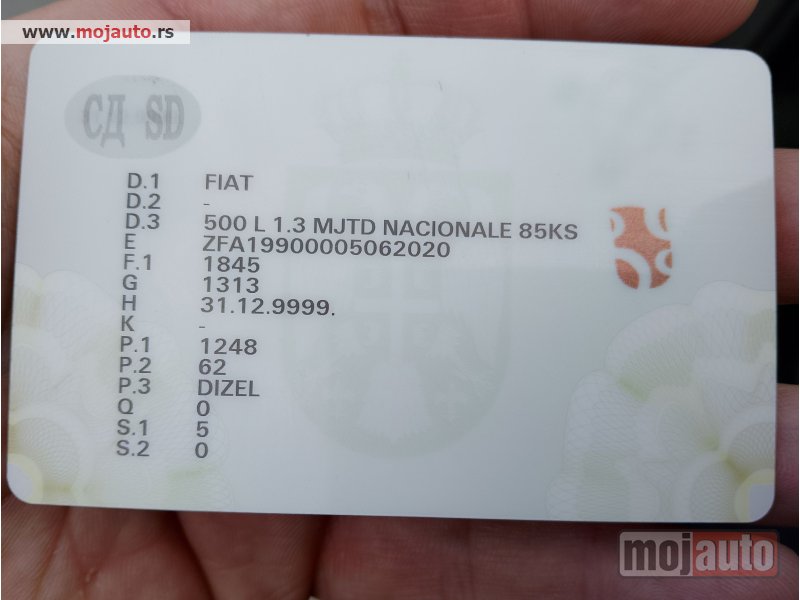 www.mojauto.rs
СД SD
D.1 FIAT
D.2 -
D.3 500 L 1.3 MJTD NACIONALE 85KS
E ZFA19900005062020
F.1 1845
G 1313
H 31.12.9999.
K -
P.1 1248
P.2 62
P.3 DIZEL
Q 0
S.1 5
S.2 0
mojauto